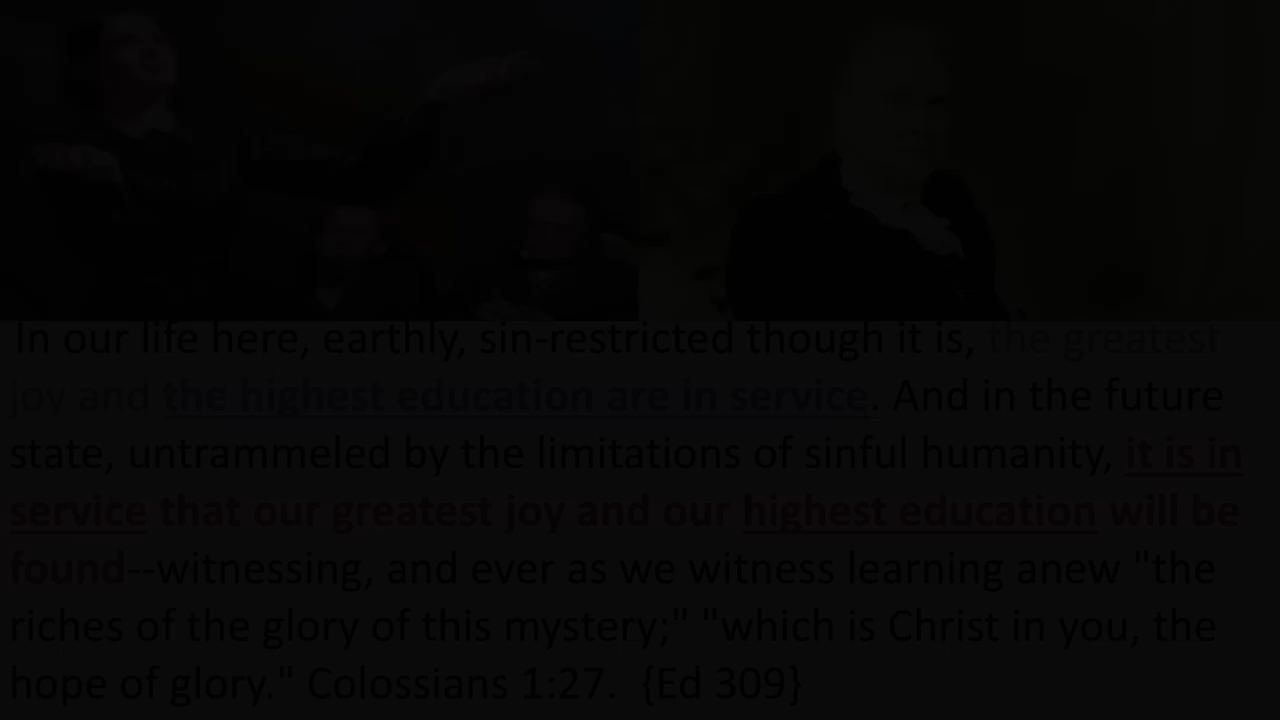 In our life here, earthly, sin-restricted though it is, the greatest
joy and the highest education are in service. And in the future
state, untrammeled by the limitations of sinful humanity, it is in
service that our greatest joy and our highest education will be
found--witnessing, and ever as we witness learning anew "the
riches of the glory of this mystery;" "which is Christ in you, the
hope of glory." Colossians 1:27.  {Ed 309}